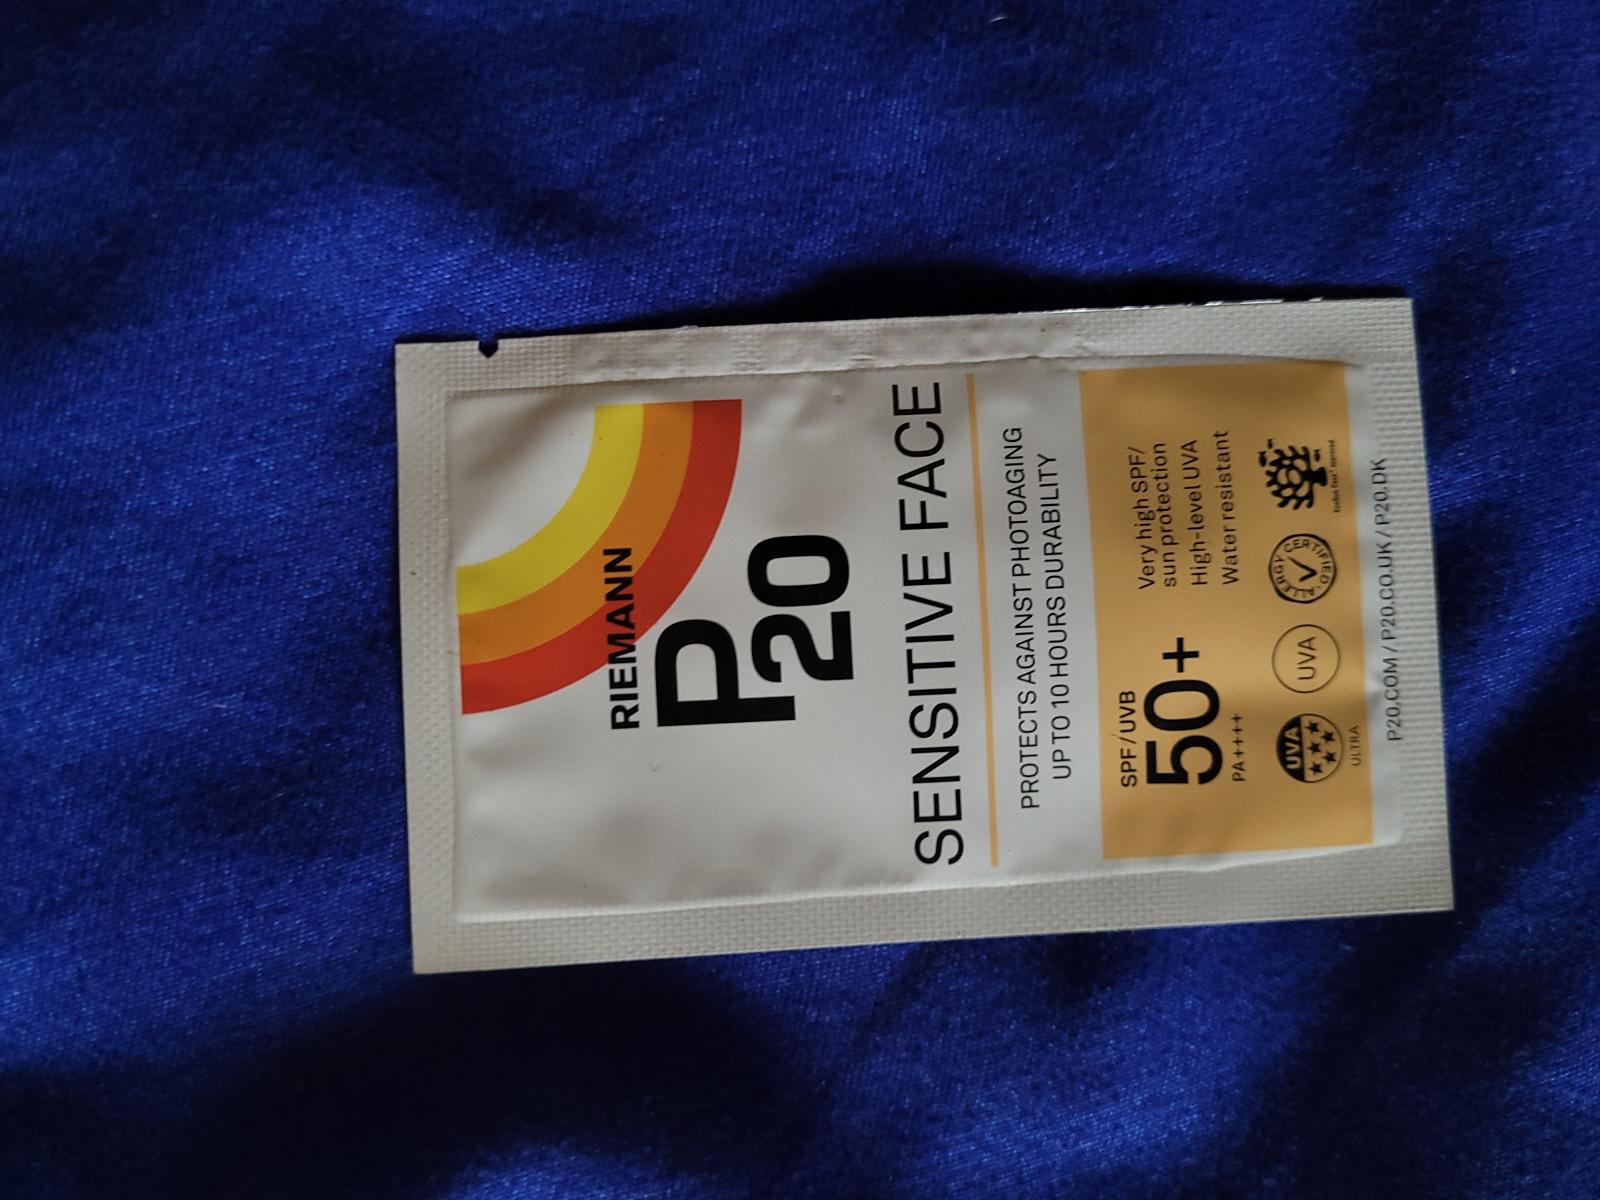 RIEMANN
P20
SENSITIVE FACE
PROTECTS AGAINST PHOTOAGING
UP TO 10 HOURS DURABILITY
SPF/UVB
50+
PA++++
Very high SPF/
sun protection
High-level UVA
Water resistant
UVA
ULTRA
UVA
ALLERGY CERTIFIED
P20.COM / P20.CO.UK / P20.DK